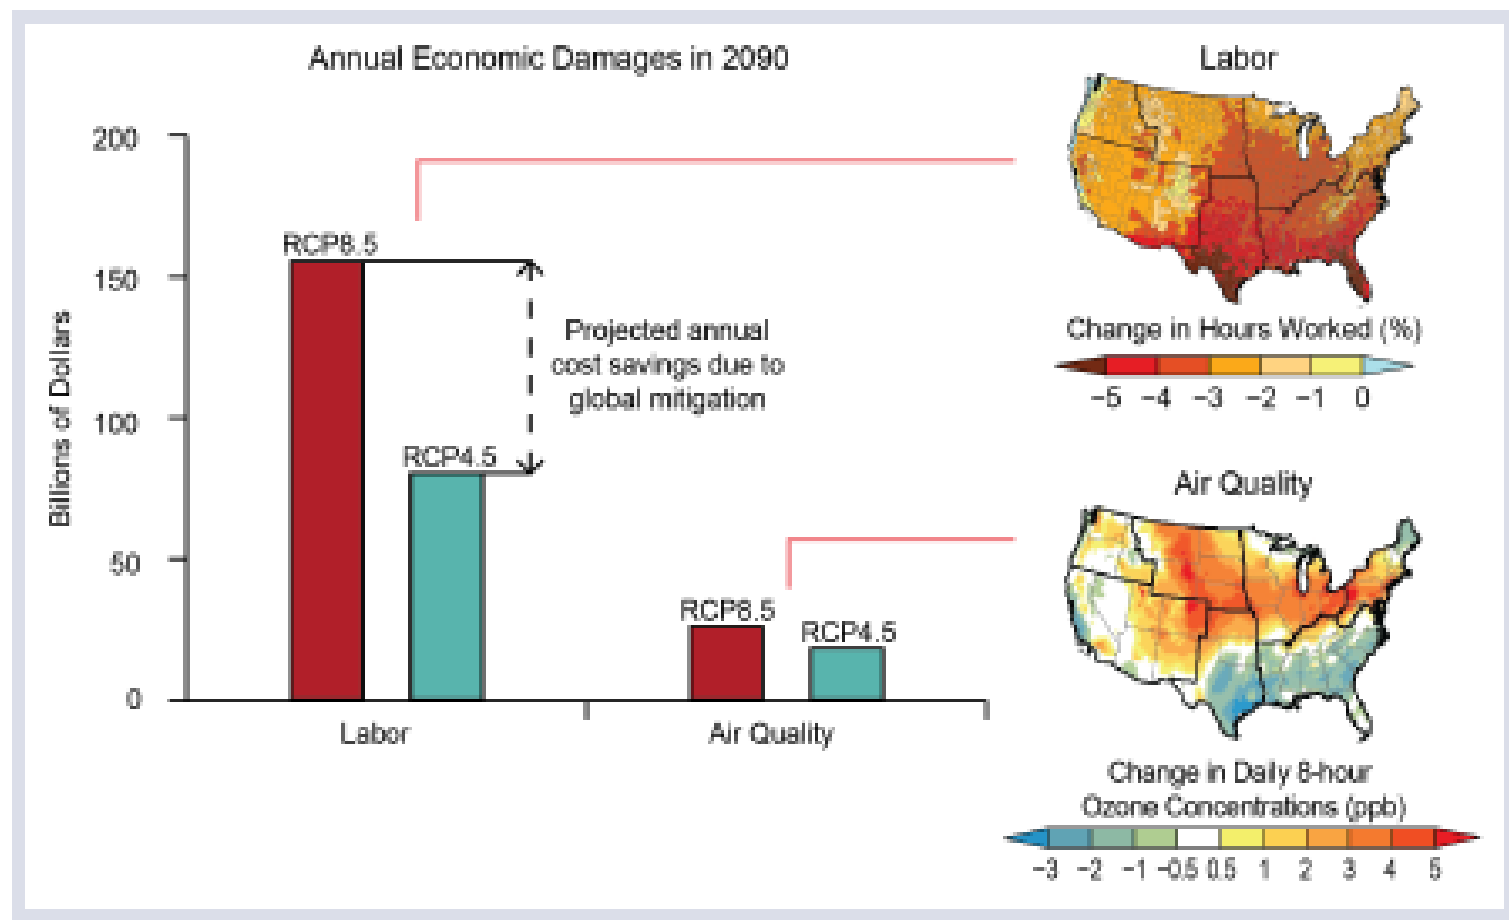 Annual Economic Damages in 2090
Billions of Dollars
200
150
100
50
0
RCP8.5
RCP4.5
Projected annual
cost savings due to
global mitigation
RCP8.5
RCP4.5
Labor
Air Quality
Labor
Change in Hours Worked (%)
−5 −4 −3 −2 −1 0
Air Quality
Change in Daily 8-hour
Ozone Concentrations (ppb)
−3 −2 −1 −0.5 0.5 1 2 3 4 5